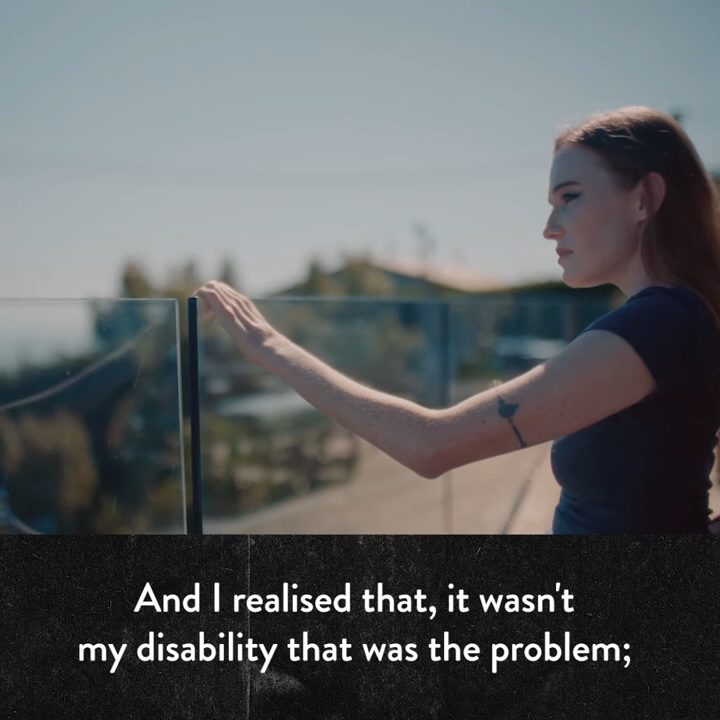 And I realised that, it wasn't
my disability that was the problem;